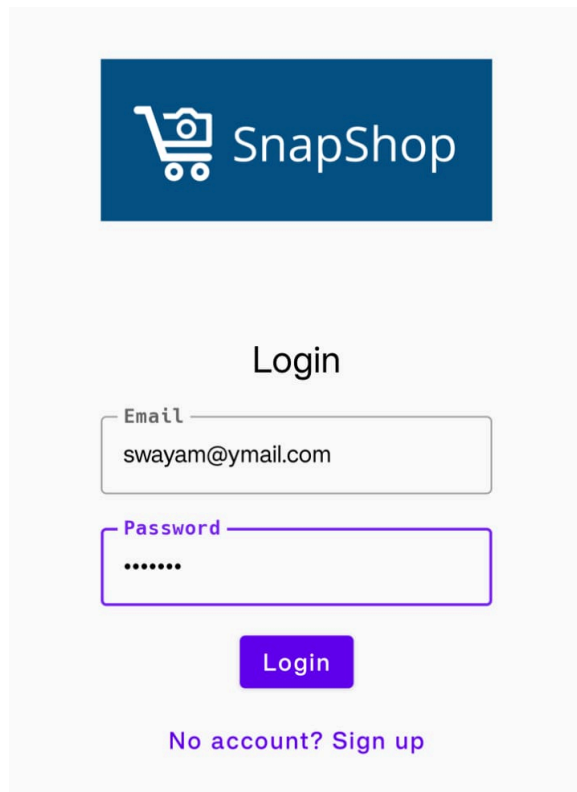 SnapShop
Login
Email
swayam@ymail.com
Password
•••••••
Login
No account? Sign up